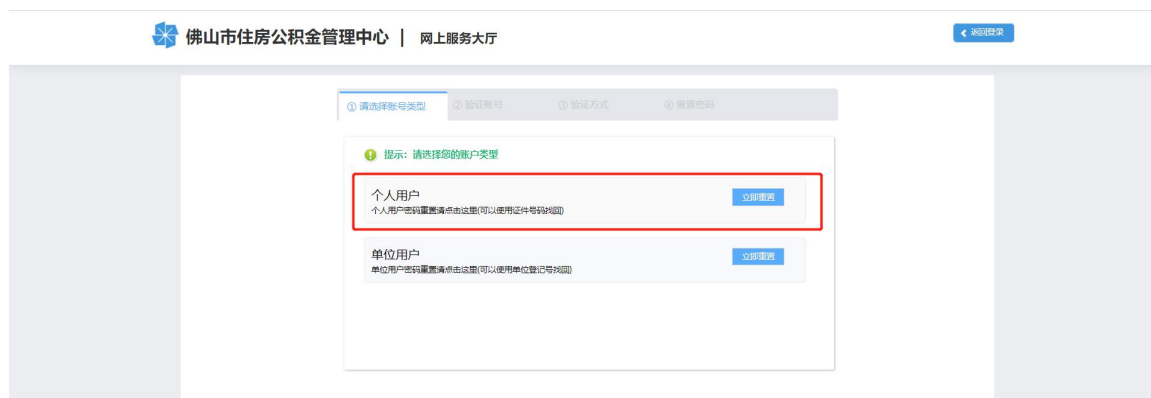 佛山市住房公积金管理中心 | 网上服务大厅
返回登录
① 请选择账号类型 ② 验证账号 ③ 验证方式 ④ 重置密码
提示：请选择您的账户类型
个人用户
立即重置
个人用户密码重置请点击这里(可以使用证件号码找回)
单位用户
立即重置
单位用户密码重置请点击这里(可以使用单位登记号找回)